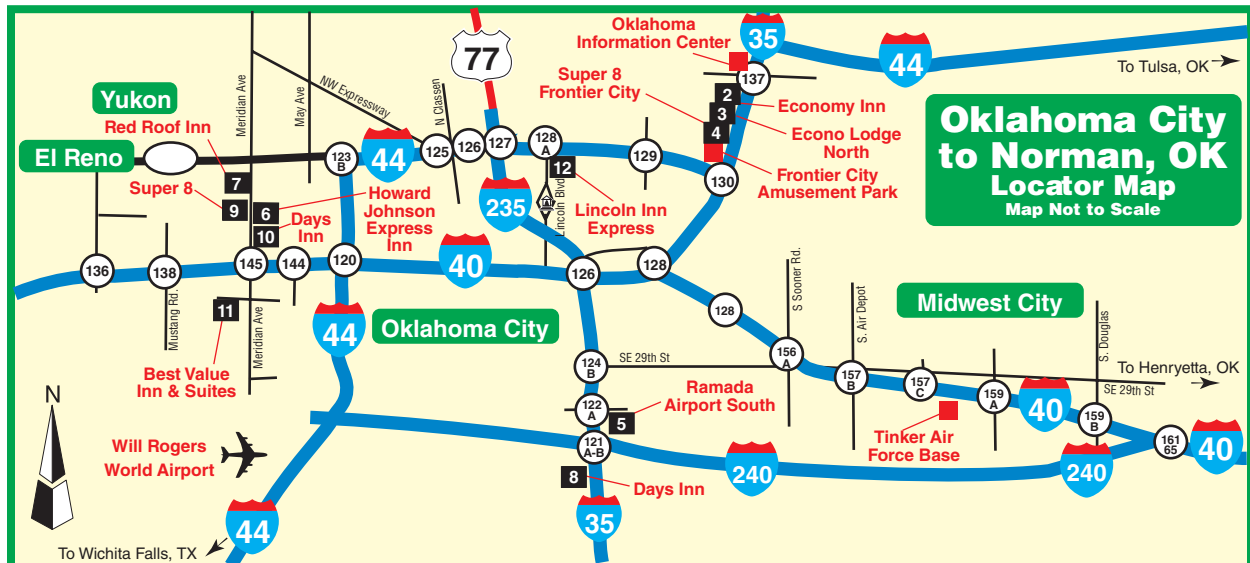 Oklahoma City
to Norman, OK
Locator Map
Map Not to Scale
Oklahoma
Information Center
35
44
To Tulsa, OK
77
137
Super 8
Frontier City
2
Economy Inn
3
Econo Lodge
North
4
Frontier City
Amusement Park
130
Yukon
Red Roof Inn
El Reno
Meridian Ave
May Ave
NW Expressway
N Classen
123
B
44
125
126
127
128
A
129
12
Lincoln Blvd
Lincoln Inn
Express
235
7
Super 8
9
6
Howard
Johnson
Express
Inn
10
Days
Inn
136
138
145
144
120
40
126
128
Mustang Rd.
Meridian Ave
11
Best Value
Inn & Suites
44
Oklahoma City
128
S Sooner Rd.
S. Air Depot
Midwest City
S. Douglas
To Henryetta, OK
SE 29th St
SE 29th St
124
B
156
A
157
B
157
C
159
A
40
159
B
161
65
40
122
A
5
Ramada
Airport South
121
A-B
Tinker Air
Force Base
240
240
8
Days Inn
35
N
Will Rogers
World Airport
44
To Wichita Falls, TX